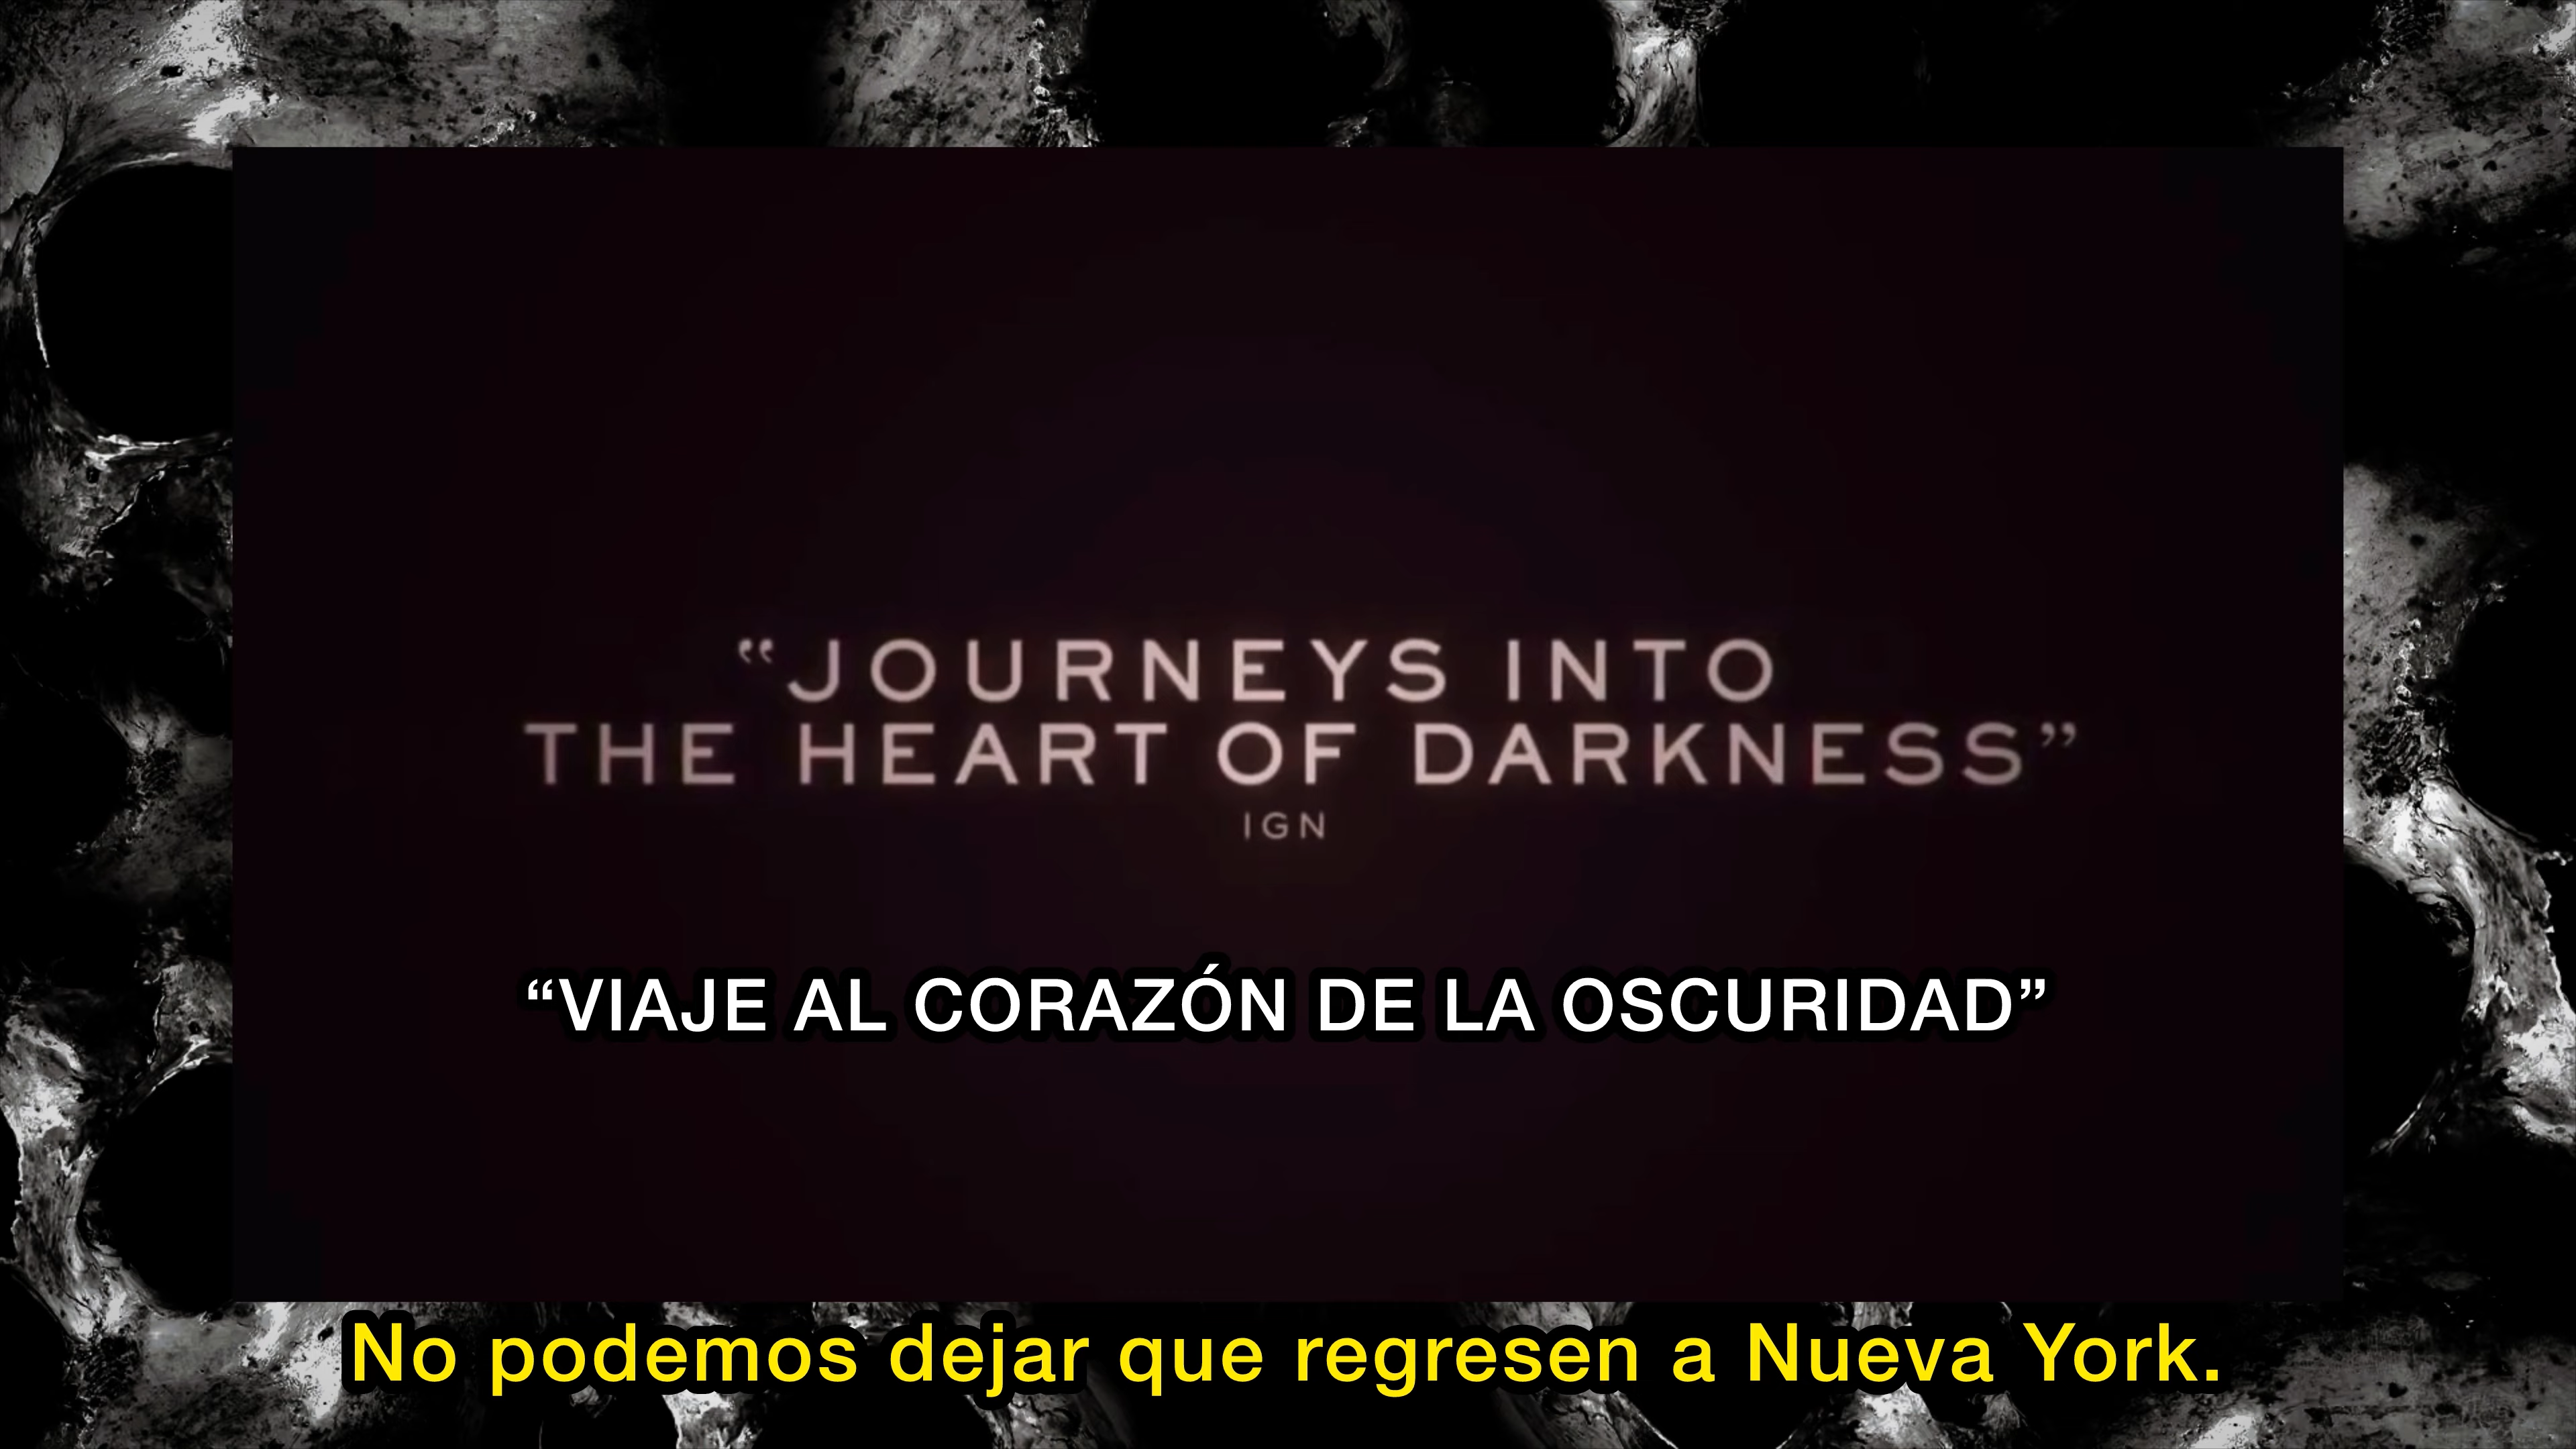 “JOURNEYS INTO
THE HEART OF DARKNESS”
IGN
“VIAJE AL CORAZÓN DE LA OSCURIDAD”
No podemos dejar que regresen a Nueva York.